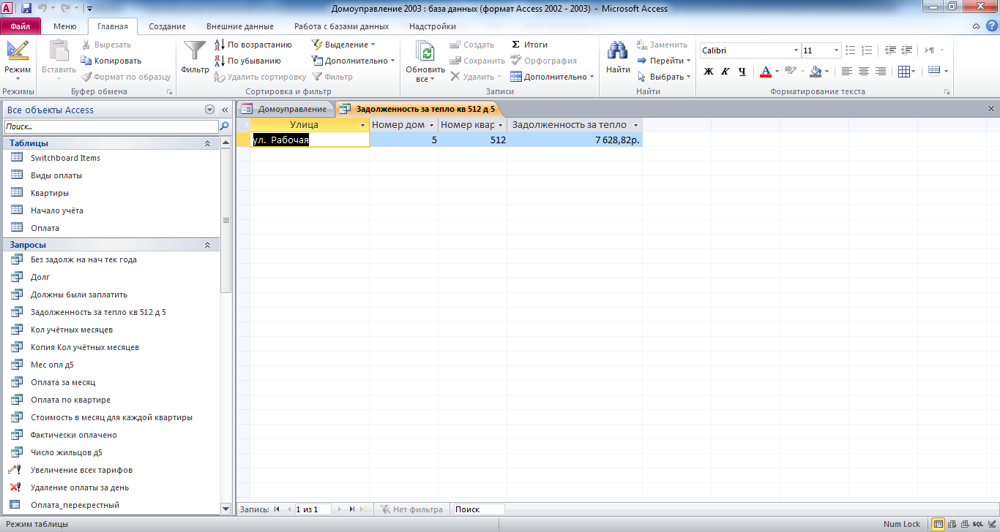 Домоуправление 2003 : база данных (формат Access 2002 - 2003) - Microsoft Access
Файл Меню Главная Создание Внешние данные Работа с базами данных Надстройки
Режим
Режимы
Вставить
Вырезать
Копировать
Формат по образцу
Буфер обмена
Фильтр
По возрастанию
По убыванию
Удалить сортировку
Выделение
Дополнительно
Фильтр
Сортировка и фильтр
Обновить
все
Создать
Сохранить
Удалить
Итоги
Орфография
Дополнительно
Записи
Найти
Заменить
Перейти
Выбрать
Найти
Calibri 11
Ж К Ч А
Форматирование текста
Все объекты Access
Поиск...
Таблицы
Switchboard Items
Виды оплаты
Квартиры
Начало учёта
Оплата
Запросы
Без задолж на нач тек года
Долг
Должны были заплатить
Задолженность за тепло кв 512 д 5
Кол учётных месяцев
Копия Кол учётных месяцев
Мес опл д5
Оплата за месяц
Оплата по квартире
Стоимость в месяц для каждой квартиры
Фактически оплачено
Число жильцов д5
Увеличение всех тарифов
Удаление оплаты за день
Оплата_перекрестный
Домоуправление Задолженность за тепло кв 512 д 5
Улица Номер дом Номер квар Задолженность за тепло
ул. Рабочая 5 512 7 628,82р.
Запись: 1 из 1 Нет фильтра Поиск
Режим таблицы Num Lock SQL